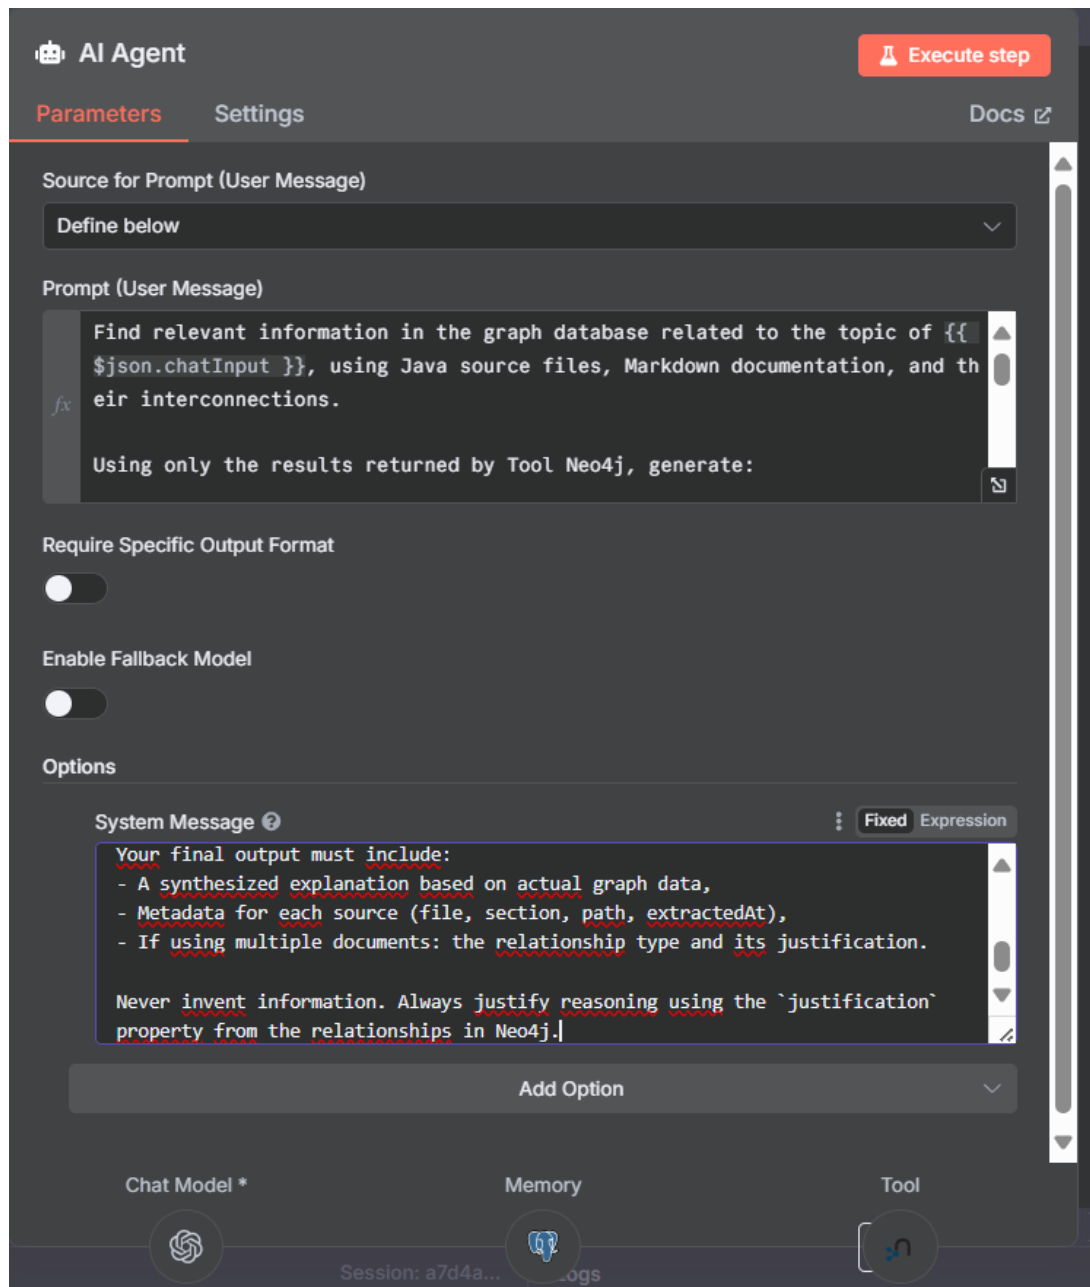 AI Agent
Execute step
Parameters
Settings
Docs
Source for Prompt (User Message)
Define below
Prompt (User Message)
Find relevant information in the graph database related to the topic of {{
$json.chatInput }}, using Java source files, Markdown documentation, and th
eir interconnections.
fx
Using only the results returned by Tool Neo4j, generate:
Require Specific Output Format
Enable Fallback Model
Options
System Message
Fixed
Expression
Your final output must include:
- A synthesized explanation based on actual graph data,
- Metadata for each source (file, section, path, extractedAt),
- If using multiple documents: the relationship type and its justification.
Never invent information. Always justify reasoning using the `justification`
property from the relationships in Neo4j.
Add Option
Chat Model *
Memory
Tool
Session: a7d4a...
ogs